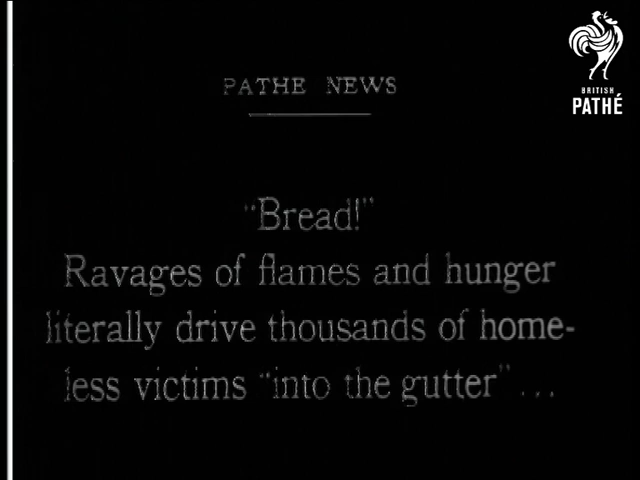 BRITISH
PATHÉ
PATHE NEWS
"Bread!"
Ravages of flames and hunger
literally drive thousands of home-
less victims "into the gutter" ...